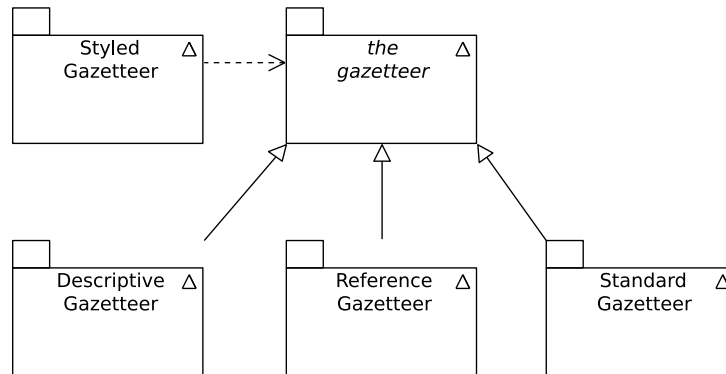 Styled
Gazetteer
the
gazetteer
Descriptive
Gazetteer
Reference
Gazetteer
Standard
Gazetteer